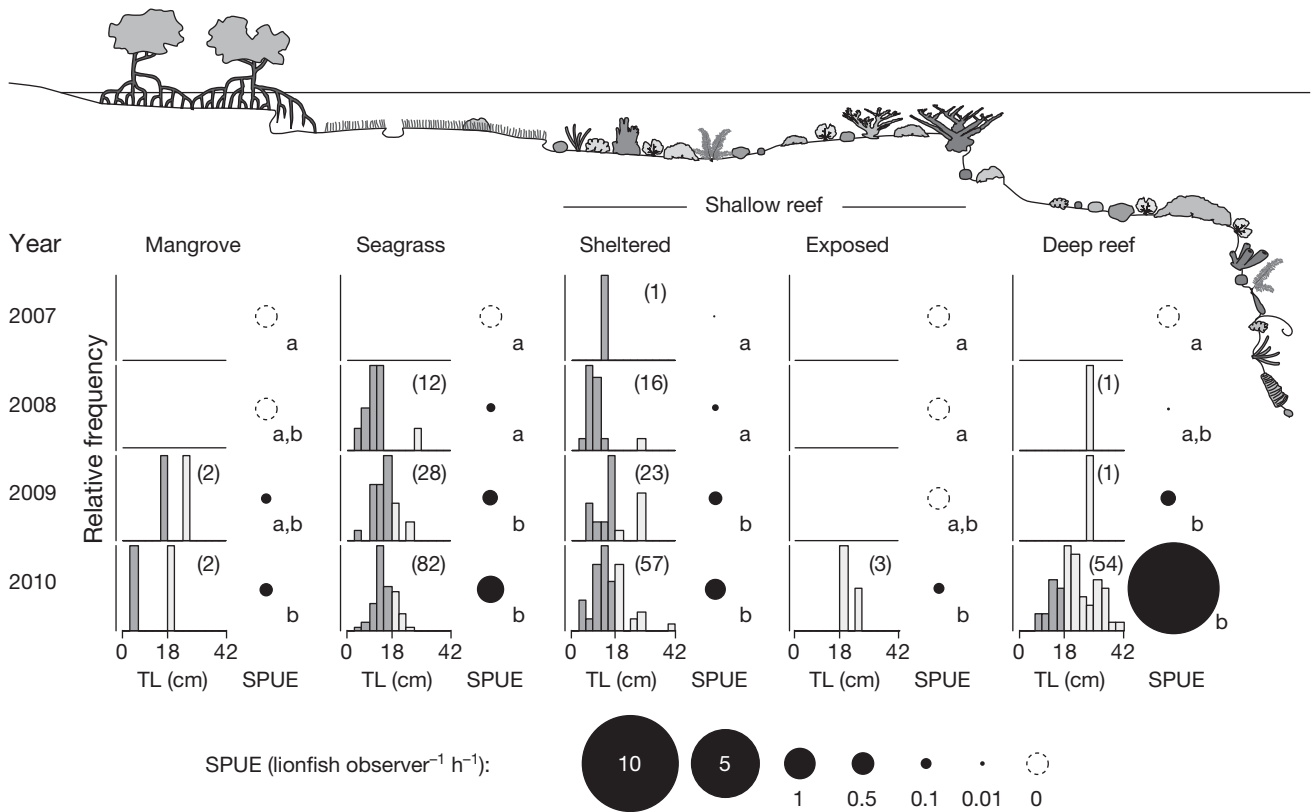 Shallow reef
Year Mangrove Seagrass Sheltered Exposed Deep reef
Relative frequency
2007 a a (1) a a a
2008 a,b (12) a (16) a a (1) a,b
2009 (2) a,b (28) b (23) b a,b (1) b
2010 (2) b (82) b (57) b (3) b (54) b
0 18 42 0 18 42 0 18 42 0 18 42 0 18 42
TL (cm) SPUE TL (cm) SPUE TL (cm) SPUE TL (cm) SPUE TL (cm) SPUE
SPUE (lionfish observer⁻¹ h⁻¹): 10 5
1 0.5 0.1 0.01 0